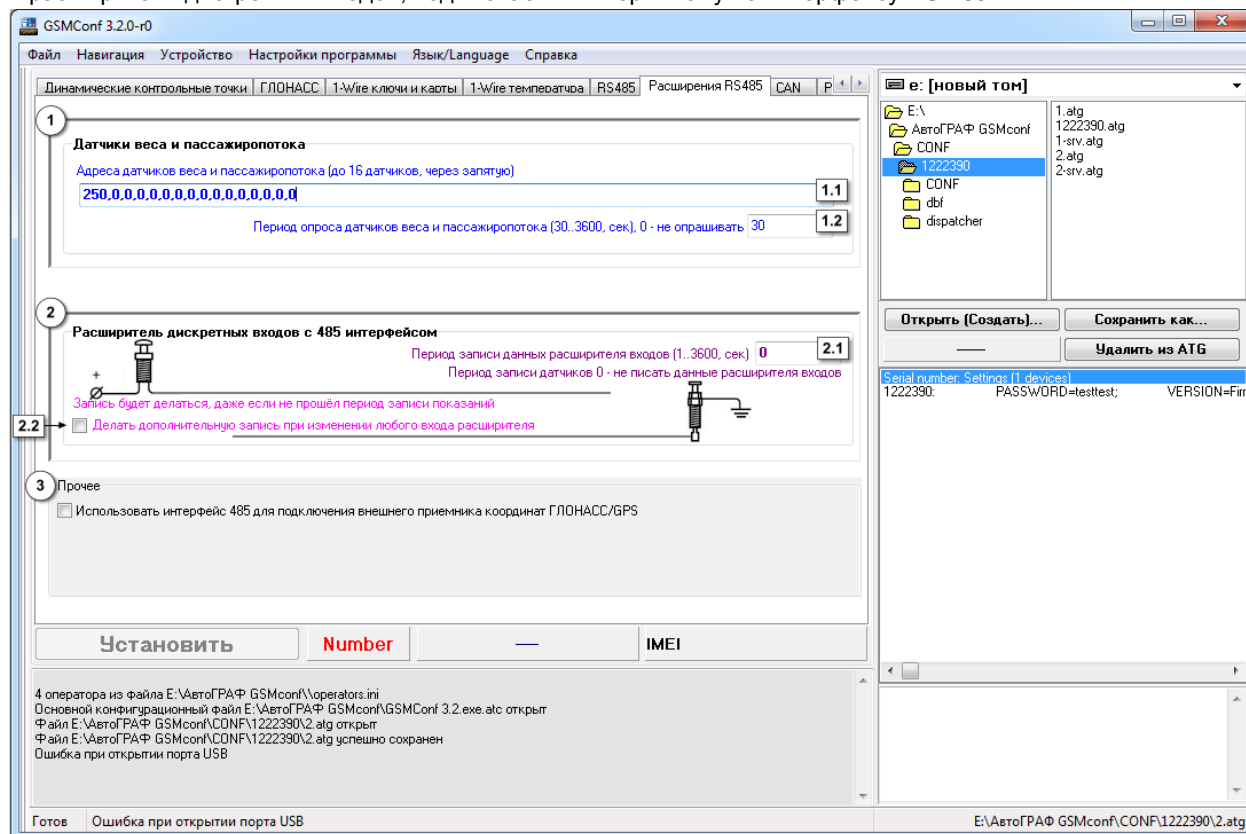 GSMConf 3.2.0-r0
Файл Навигация Устройство Настройки программы Язык/Language Справка
Динамические контрольные точки ГЛОНАСС 1-Wire ключи и карты 1-Wire температура RS485 Расширения RS485 CAN P
1
Датчики веса и пассажиропотока
Адреса датчиков веса и пассажиропотока (до 16 датчиков, через запятую)
250,0,0,0,0,0,0,0,0,0,0,0,0,0,0,0
1.1
Период опроса датчиков веса и пассажиропотока (30..3600, сек), 0 - не опрашивать 30
1.2
2
Расширитель дискретных входов с 485 интерфейсом
Период записи данных расширителя входов (1..3600, сек) 0
2.1
Период записи датчиков 0 - не писать данные расширителя входов
+
Запись будет делаться, даже если не прошёл период записи показаний
2.2
Делать дополнительную запись при изменении любого входа расширителя
3
Прочее
Использовать интерфейс 485 для подключения внешнего приемника координат ГЛОНАСС/GPS
Установить Number — IMEI
4 оператора из файла E:\АвтоГРАФ GSMconf\\operators.ini
Основной конфигурационный файл E:\АвтоГРАФ GSMconf\GSMConf 3.2.exe.atc открыт
Файл E:\АвтоГРАФ GSMconf\CONF\1222390\2.atg открыт
Файл E:\АвтоГРАФ GSMconf\CONF\1222390\2.atg успешно сохранен
Ошибка при открытии порта USB
e: [новый том]
E:\
АвтоГРАФ GSMconf
CONF
1222390
CONF
dbf
dispatcher
1.atg
1222390.atg
1-srv.atg
2.atg
2-srv.atg
Открыть (Создать)... Сохранить как...
— Удалить из ATG
Serial number: Settings (1 devices)
1222390: PASSWORD=testtest; VERSION=Firr
Готов Ошибка при открытии порта USB E:\АвтоГРАФ GSMconf\CONF\1222390\2.atg